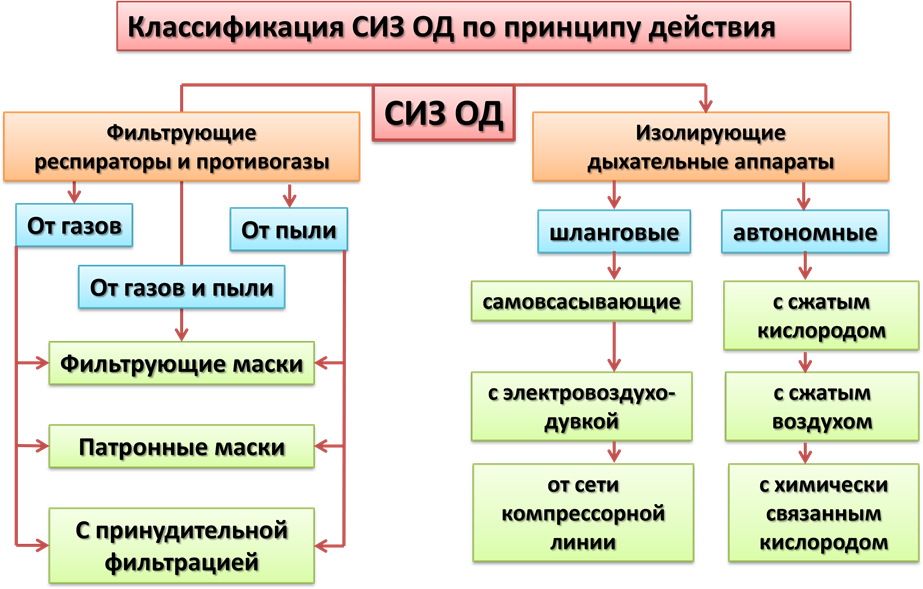 Классификация СИЗ ОД по принципу действия
СИЗ ОД
Фильтрующие
респираторы и противогазы
От газов
От пыли
От газов и пыли
Фильтрующие маски
Патронные маски
С принудительной
фильтрацией
Изолирующие
дыхательные аппараты
шланговые
автономные
самовсасывающие
с электровоздухо-
дувкой
от сети
компрессорной
линии
с сжатым
кислородом
с сжатым
воздухом
с химически
связанным
кислородом